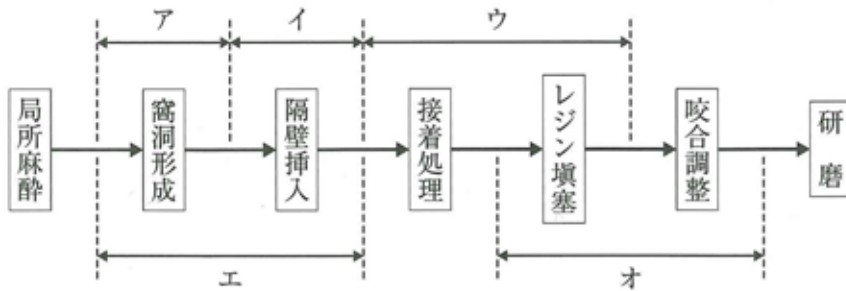 ア
イ
ウ
局所麻酔
窩洞形成
隔壁挿入
接着処理
レジン塡塞
咬合調整
研磨
エ
オ